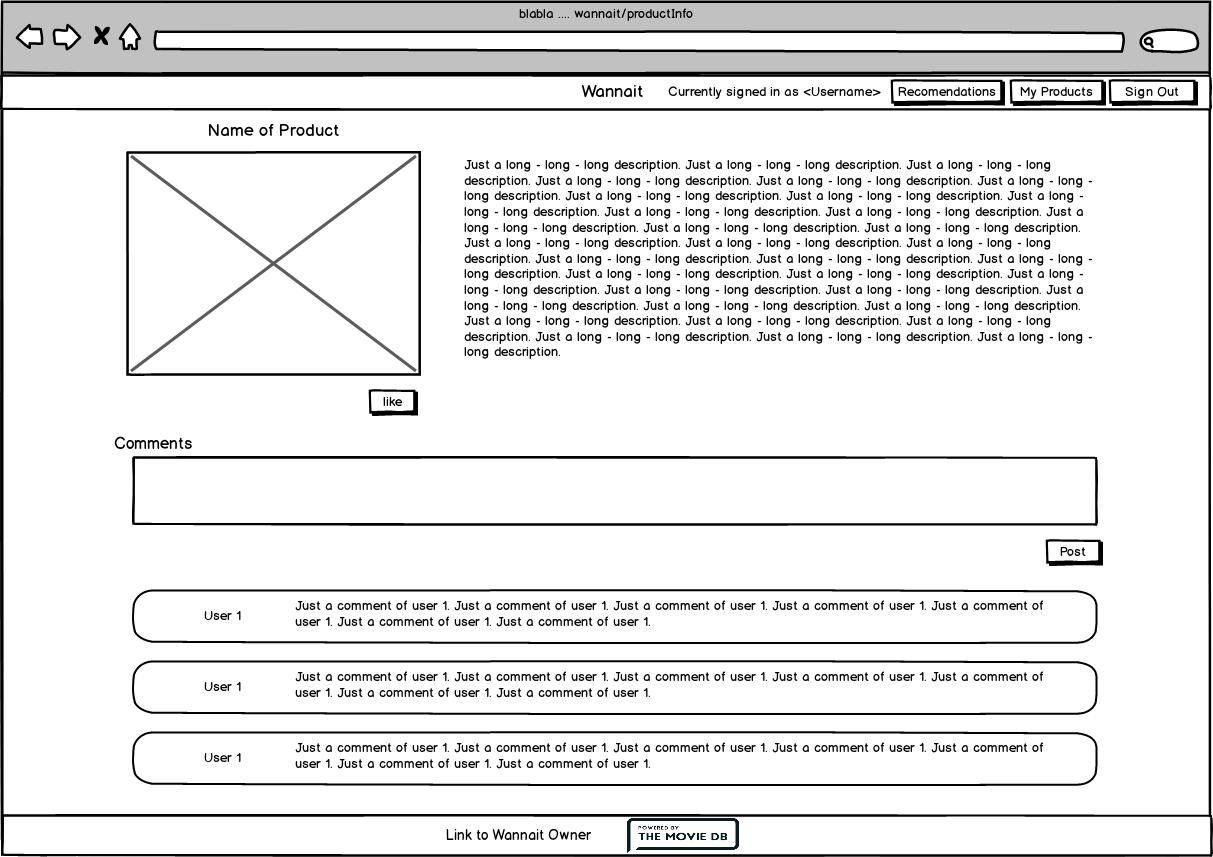 blabla .... wannait/productInfo
Wannait Currently signed in as <Username> Recomendations My Products Sign Out
Name of Product
Just a long - long - long description. Just a long - long - long description. Just a long - long - long
description. Just a long - long - long description. Just a long - long - long description. Just a long - long -
long description. Just a long - long - long description. Just a long - long - long description. Just a long -
long - long description. Just a long - long - long description. Just a long - long - long description. Just a
long - long - long description. Just a long - long - long description. Just a long - long - long description.
Just a long - long - long description. Just a long - long - long description. Just a long - long - long
description. Just a long - long - long description. Just a long - long - long description. Just a long - long -
long description. Just a long - long - long description. Just a long - long - long description. Just a long -
long - long description. Just a long - long - long description. Just a long - long - long description. Just a
long - long - long description. Just a long - long - long description. Just a long - long - long description.
Just a long - long - long description. Just a long - long - long description. Just a long - long - long
description. Just a long - long - long description. Just a long - long - long description. Just a long - long -
long description.
like
Comments
Post
User 1
Just a comment of user 1. Just a comment of user 1. Just a comment of user 1. Just a comment of user 1. Just a comment of
user 1. Just a comment of user 1. Just a comment of user 1.
User 1
Just a comment of user 1. Just a comment of user 1. Just a comment of user 1. Just a comment of user 1. Just a comment of
user 1. Just a comment of user 1. Just a comment of user 1.
User 1
Just a comment of user 1. Just a comment of user 1. Just a comment of user 1. Just a comment of user 1. Just a comment of
user 1. Just a comment of user 1. Just a comment of user 1.
Link to Wannait Owner
POWERED BY
THE MOVIE DB